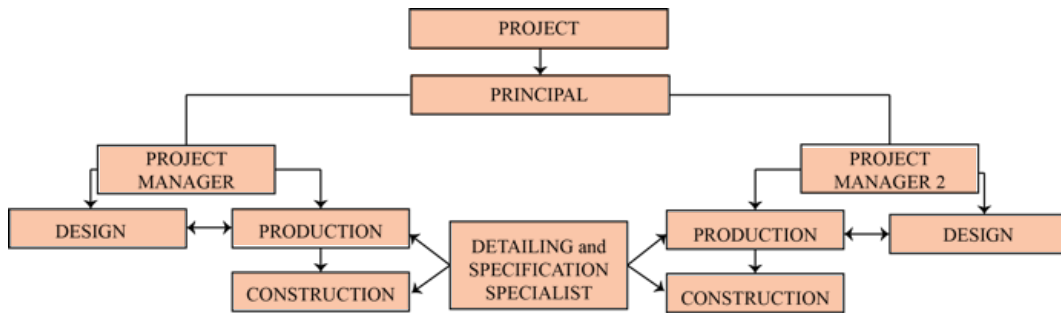 PROJECT
PRINCIPAL
PROJECT
MANAGER
PROJECT
MANAGER 2
DESIGN
PRODUCTION
DETAILING and
SPECIFICATION
SPECIALIST
PRODUCTION
DESIGN
CONSTRUCTION
CONSTRUCTION